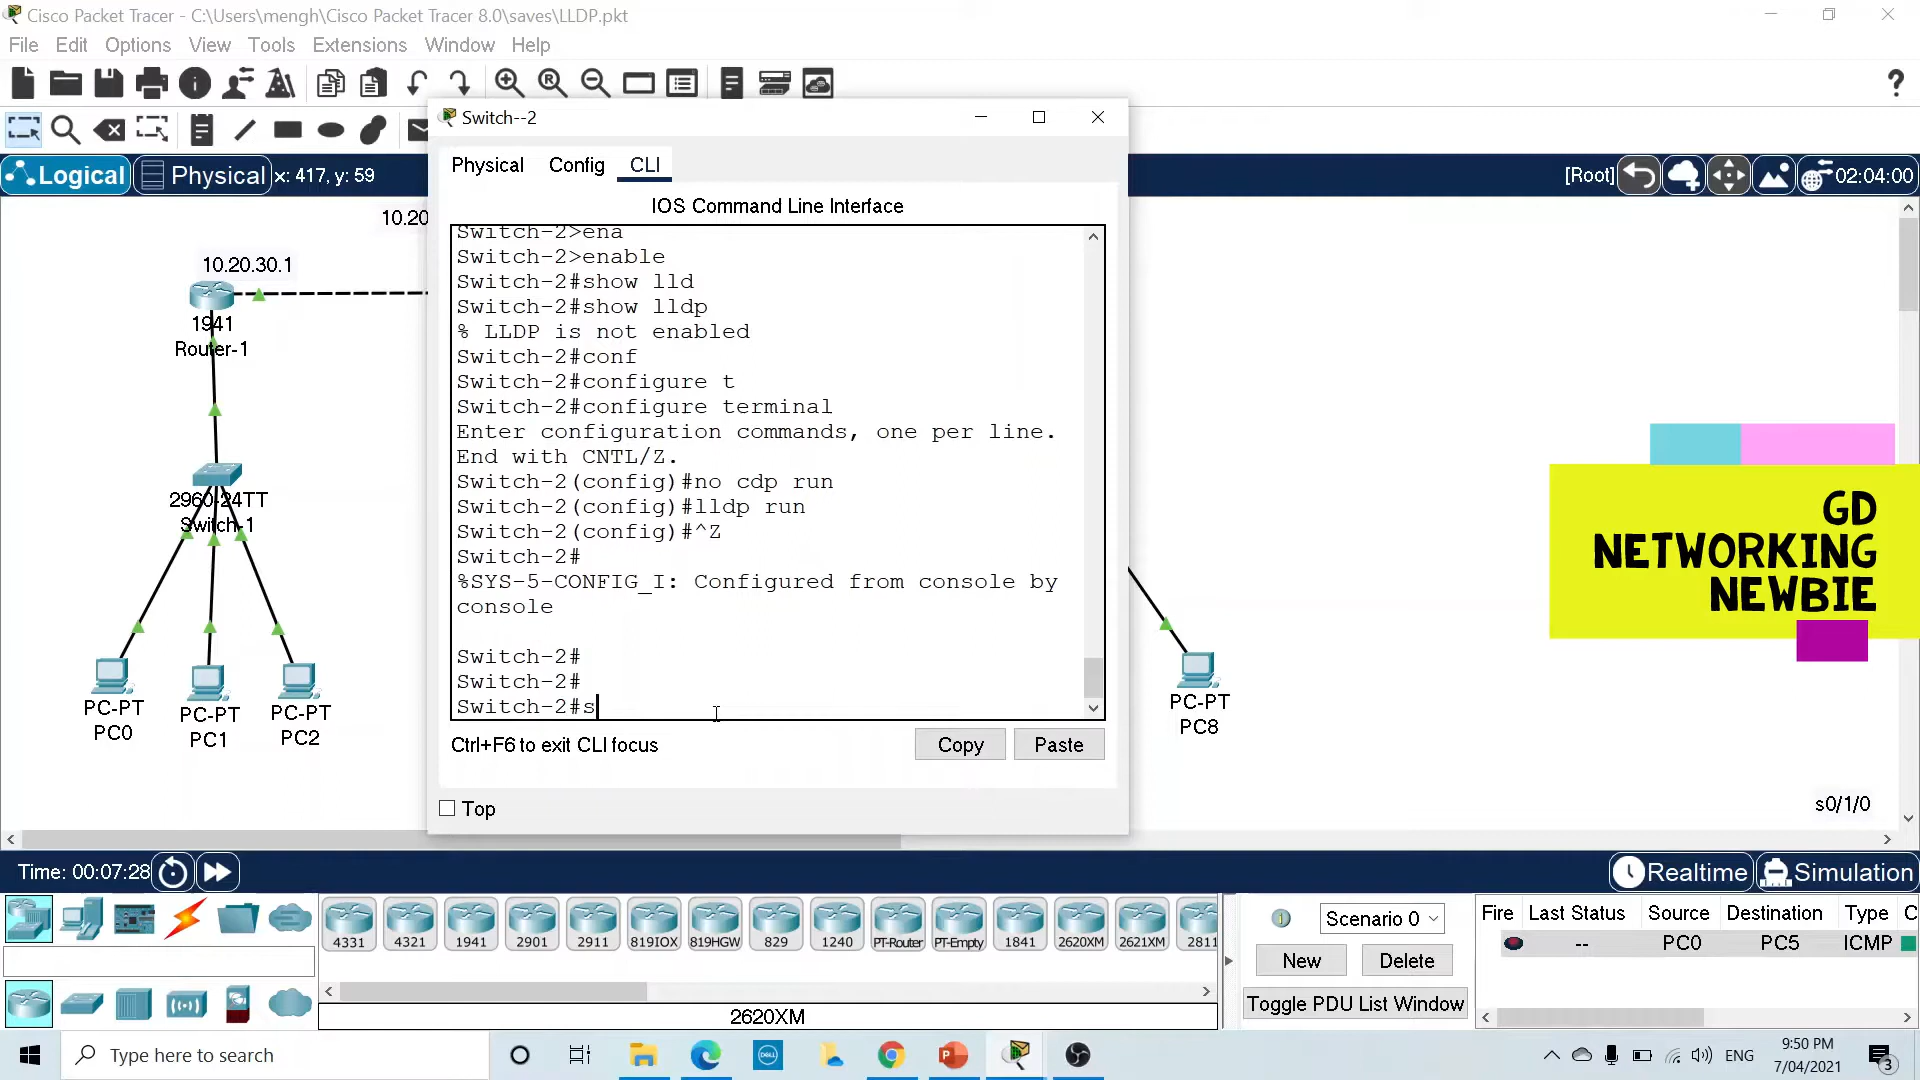 Cisco Packet Tracer - C:\Users\mengh\Cisco Packet Tracer 8.0\saves\LLDP.pkt
File Edit Options View Tools Extensions Window Help
Logical
Physical
x: 417, y: 59
[Root]
02:04:00
10.20
10.20.30.1
1941
Router-1
2960-24TT
Switch-1
PC-PT
PC0
PC-PT
PC1
PC-PT
PC2
Switch--2
Physical Config CLI
IOS Command Line Interface
Switch-2>ena
Switch-2>enable
Switch-2#show lld
Switch-2#show lldp
% LLDP is not enabled
Switch-2#conf
Switch-2#configure t
Switch-2#configure terminal
Enter configuration commands, one per line.
End with CNTL/Z.
Switch-2(config)#no cdp run
Switch-2(config)#lldp run
Switch-2(config)#^Z
Switch-2#
%SYS-5-CONFIG_I: Configured from console by
console
Switch-2#
Switch-2#
Switch-2#s
Ctrl+F6 to exit CLI focus
Copy
Paste
Top
GD
NETWORKING
NEWBIE
PC-PT
PC8
s0/1/0
Time: 00:07:28
Realtime
Simulation
4331 4321 1941 2901 2911 819IOX 819HGW 829 1240 PT-Router PT-Empty 1841 2620XM 2621XM 2811
2620XM
Scenario 0
New
Delete
Toggle PDU List Window
Fire Last Status Source Destination Type C
-- PC0 PC5 ICMP
Type here to search
DELL
ENG
9:50 PM
7/04/2021
3